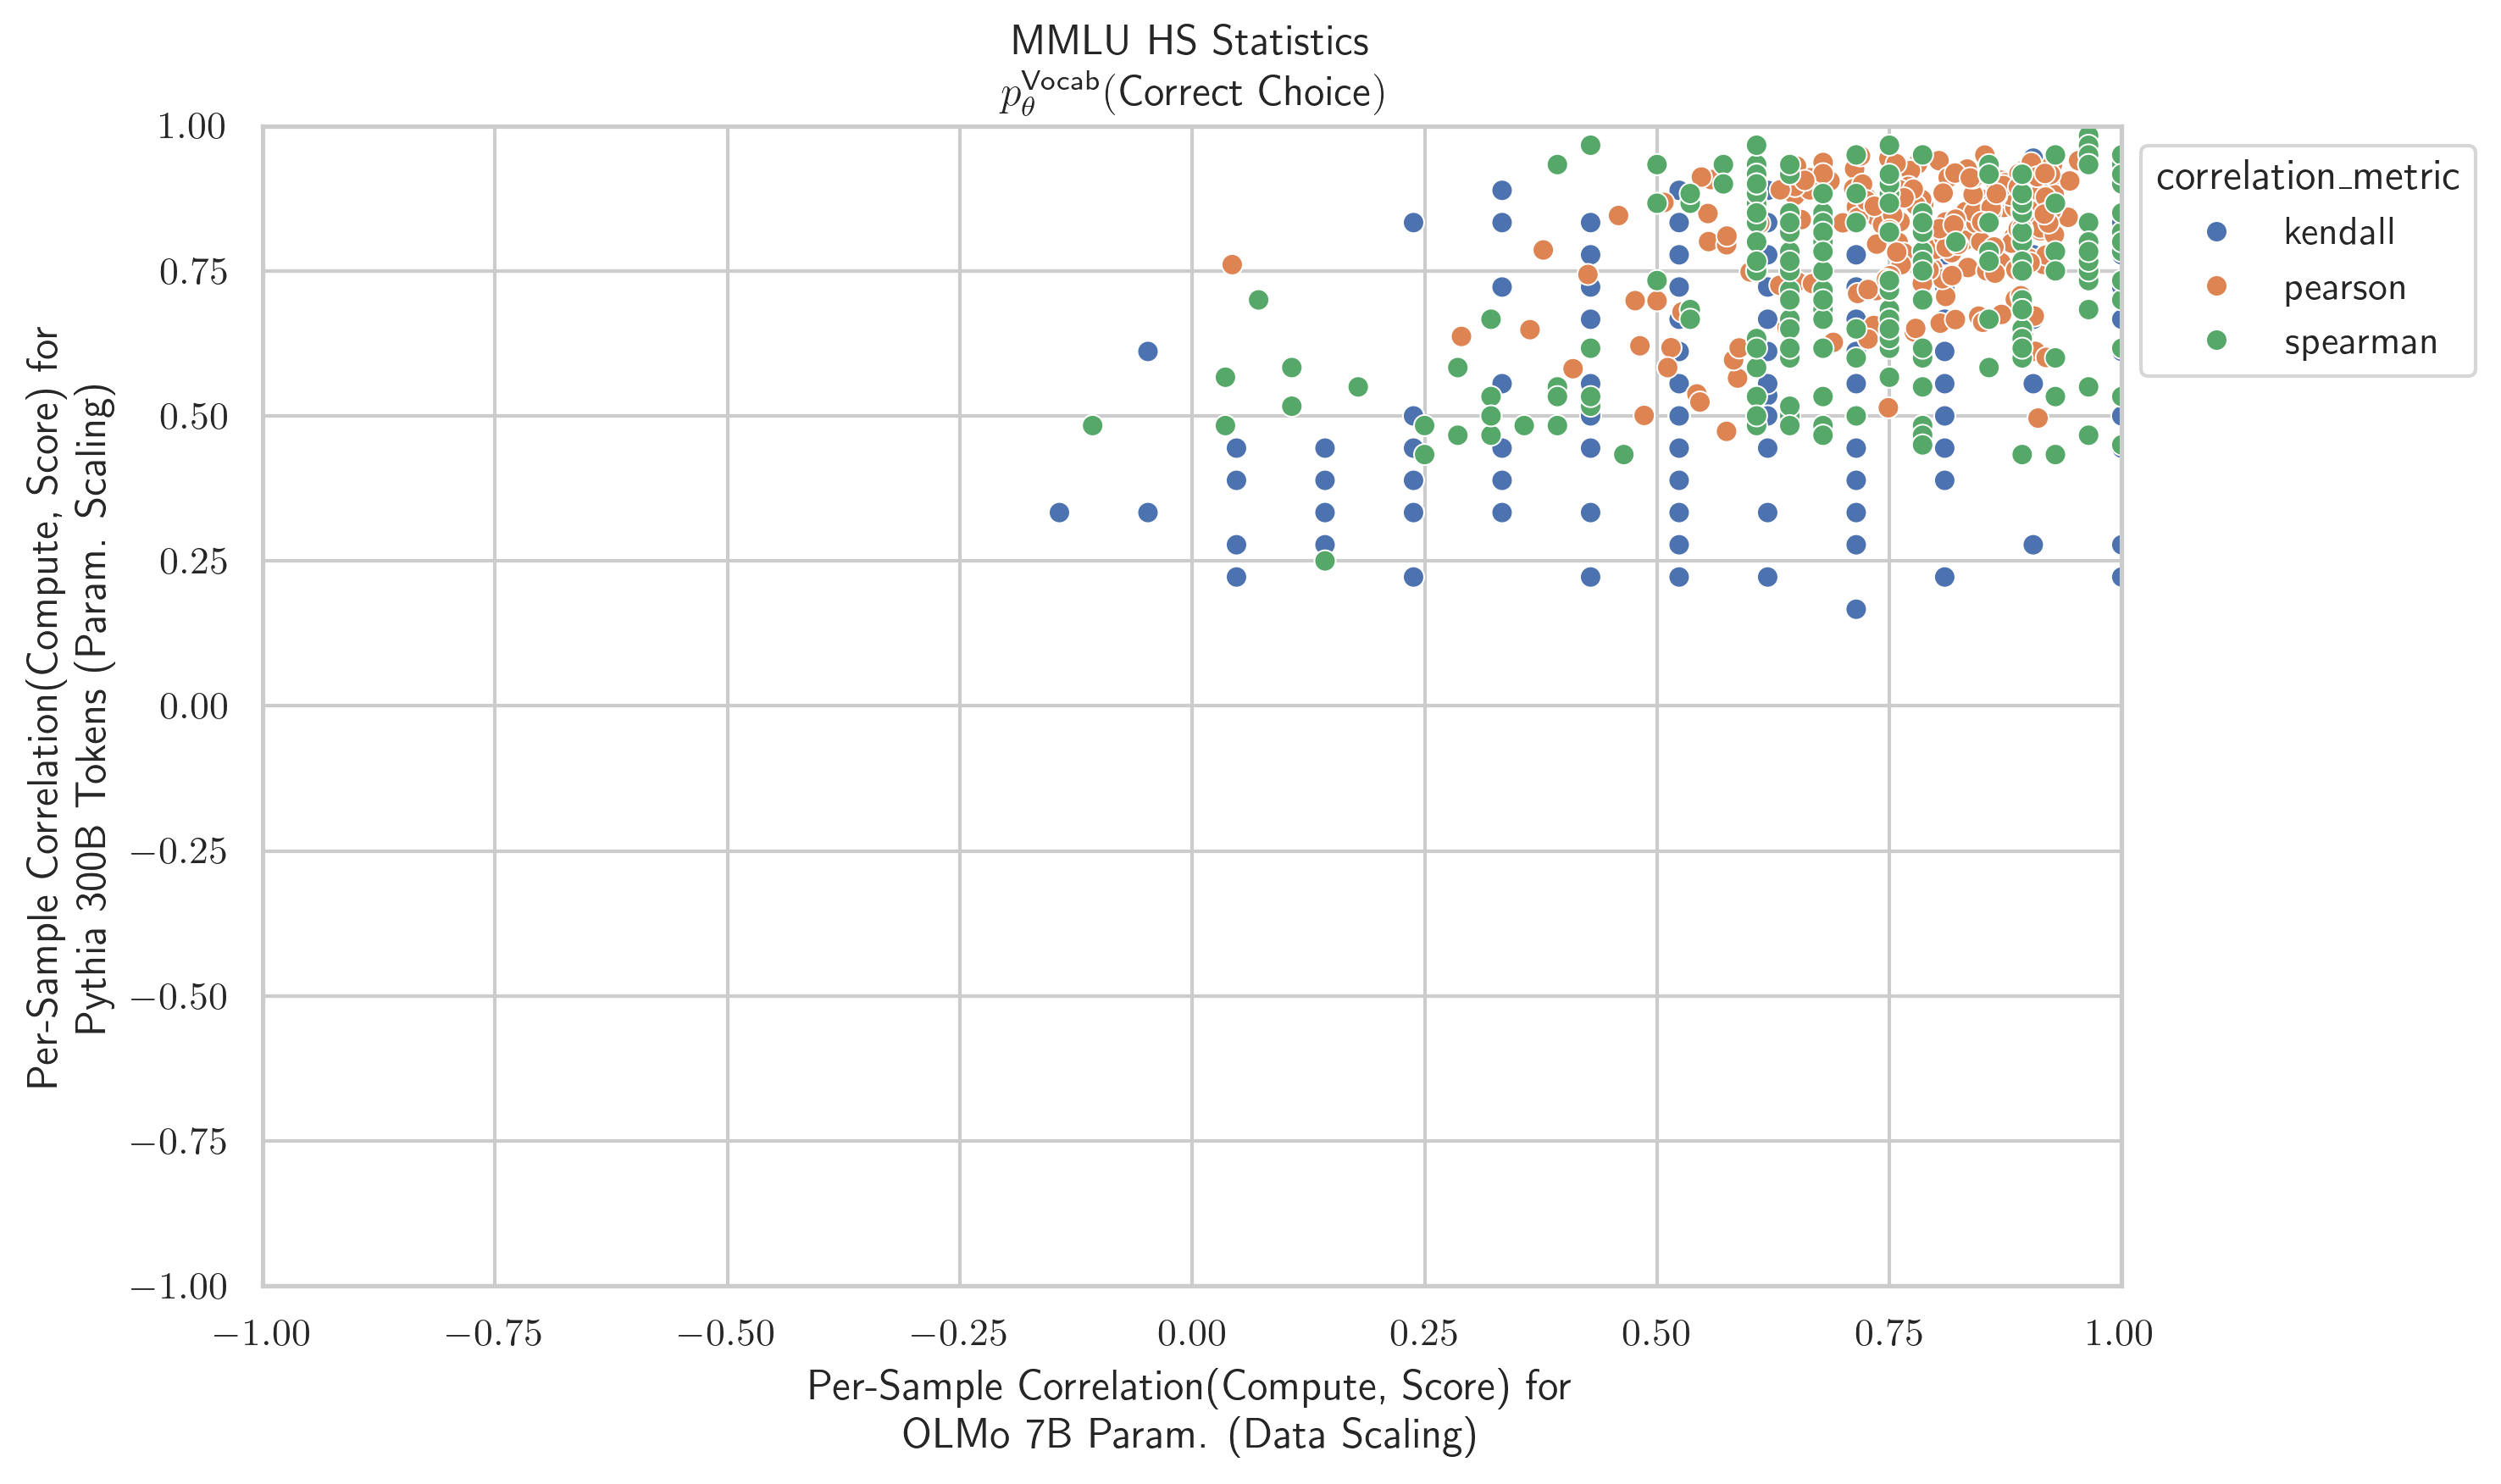 MMLU HS Statistics
p_θ^Vocab(Correct Choice)
1.00
0.75
0.50
0.25
0.00
−0.25
−0.50
−0.75
−1.00
Per-Sample Correlation(Compute, Score) for
Pythia 300B Tokens (Param. Scaling)
correlation_metric
kendall
pearson
spearman
−1.00
−0.75
−0.50
−0.25
0.00
0.25
0.50
0.75
1.00
Per-Sample Correlation(Compute, Score) for
OLMo 7B Param. (Data Scaling)